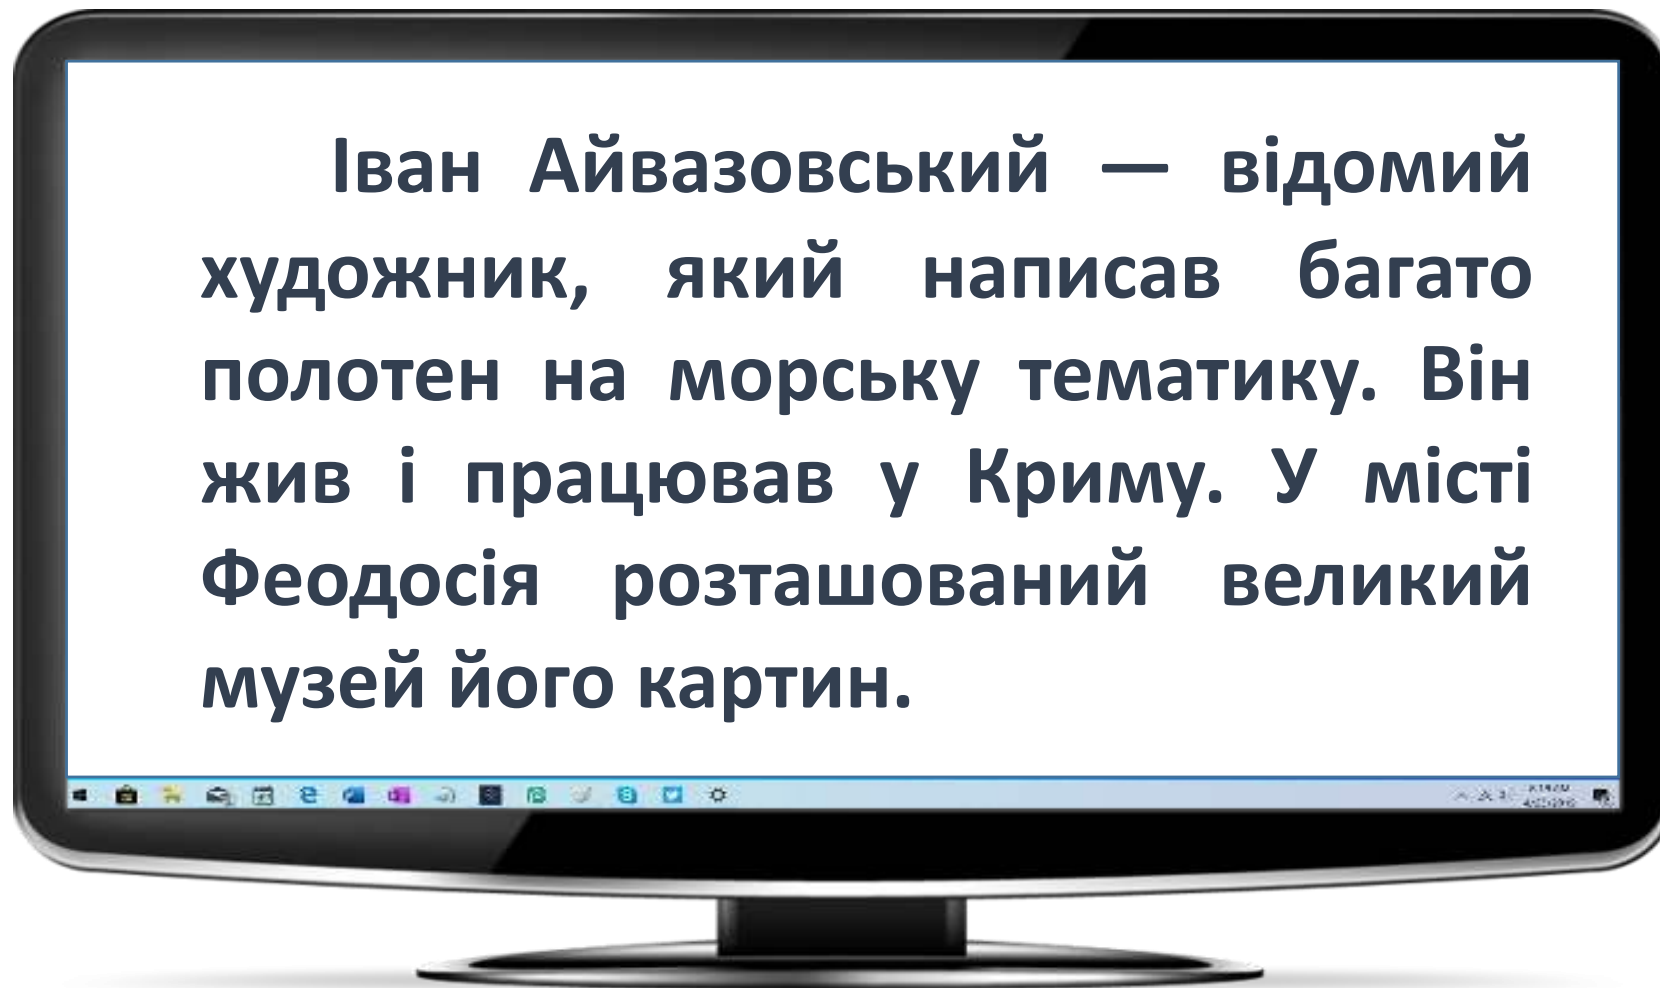 Іван Айвазовський — відомий
художник, який написав багато
полотен на морську тематику. Він
жив і працював у Криму. У місті
Феодосія розташований великий
музей його картин.